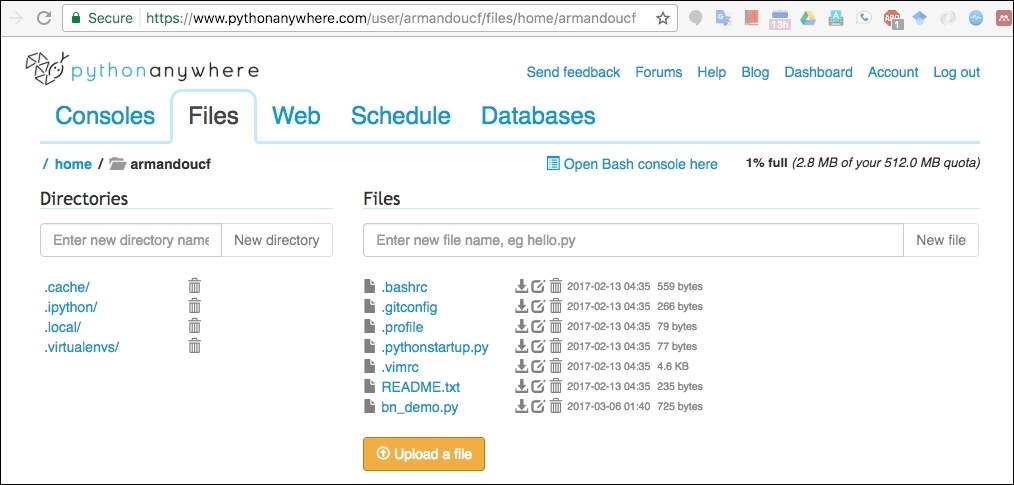 Secure https://www.pythonanywhere.com/user/armandoucf/files/home/armandoucf
13h
1
pythonanywhere
Send feedback Forums Help Blog Dashboard Account Log out
Consoles Files Web Schedule Databases
/ home / armandoucf Open Bash console here 1% full (2.8 MB of your 512.0 MB quota)
Directories Files
Enter new directory name New directory Enter new file name, eg hello.py New file
.cache/ .bashrc 2017-02-13 04:35 559 bytes
.ipython/ .gitconfig 2017-02-13 04:35 266 bytes
.local/ .profile 2017-02-13 04:35 79 bytes
.virtualenvs/ .pythonstartup.py 2017-02-13 04:35 77 bytes
.vimrc 2017-02-13 04:35 4.6 KB
README.txt 2017-02-13 04:35 235 bytes
bn_demo.py 2017-03-06 01:40 725 bytes
Upload a file